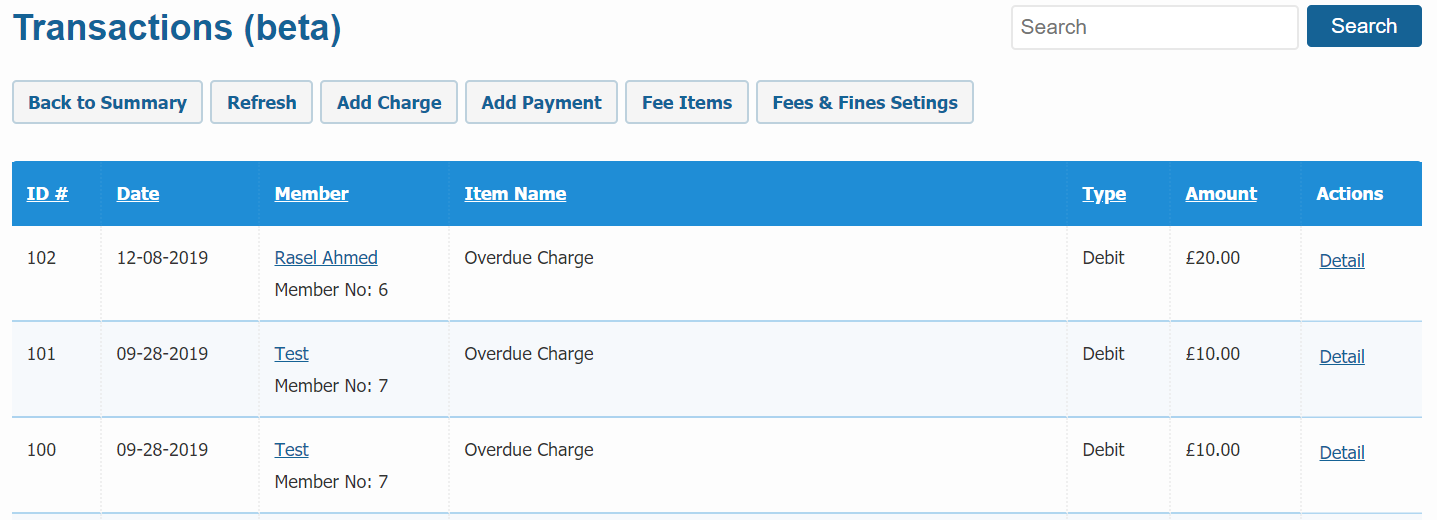 Transactions (beta)
Search Search
Back to Summary Refresh Add Charge Add Payment Fee Items Fees & Fines Setings
ID # Date Member Item Name Type Amount Actions
102 12-08-2019 Rasel Ahmed Overdue Charge Debit £20.00 Detail
Member No: 6
101 09-28-2019 Test Overdue Charge Debit £10.00 Detail
Member No: 7
100 09-28-2019 Test Overdue Charge Debit £10.00 Detail
Member No: 7